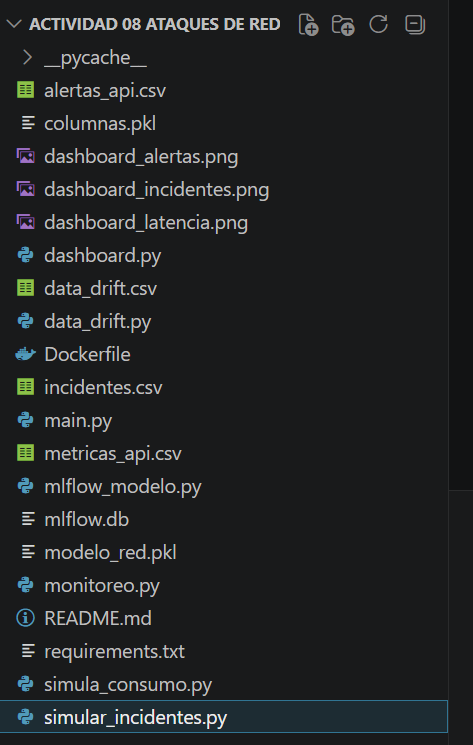 ACTIVIDAD 08 ATAQUES DE RED
__pycache__
alertas_api.csv
columnas.pkl
dashboard_alertas.png
dashboard_incidentes.png
dashboard_latencia.png
dashboard.py
data_drift.csv
data_drift.py
Dockerfile
incidentes.csv
main.py
metricas_api.csv
mlflow_modelo.py
mlflow.db
modelo_red.pkl
monitoreo.py
README.md
requirements.txt
simula_consumo.py
simular_incidentes.py